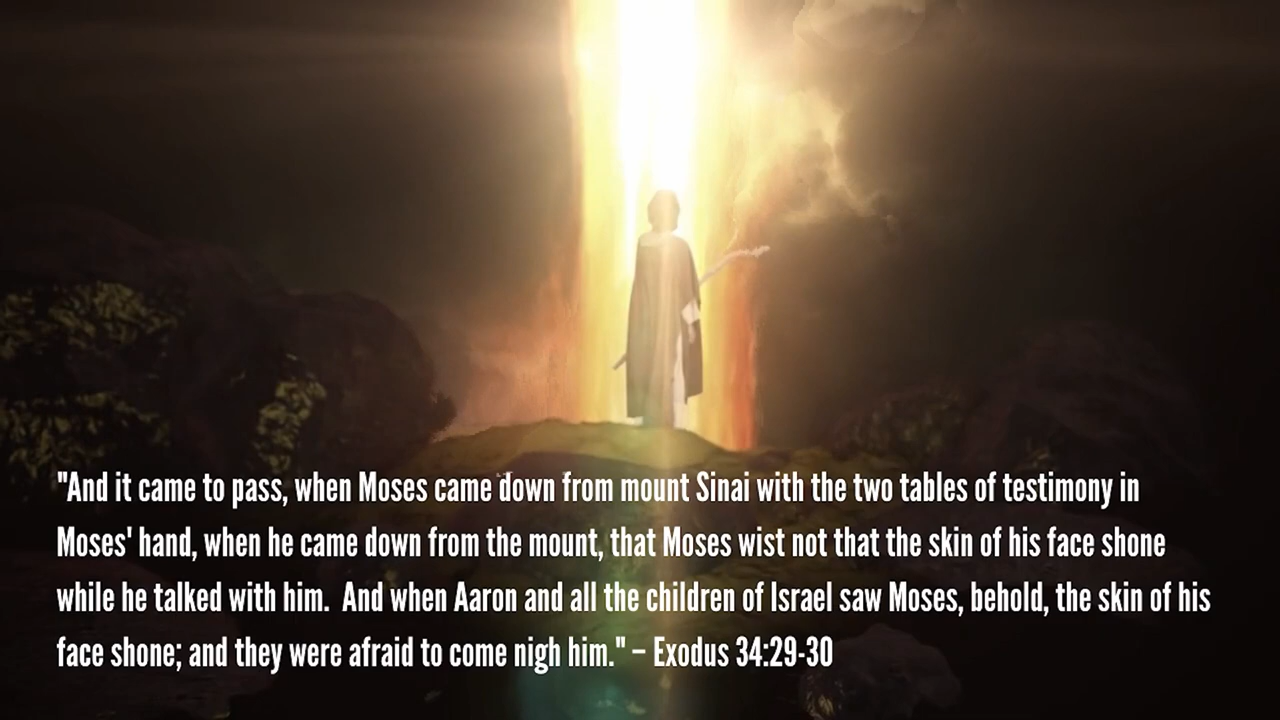 "And it came to pass, when Moses came down from mount Sinai with the two tables of testimony in
Moses' hand, when he came down from the mount, that Moses wist not that the skin of his face shone
while he talked with him.  And when Aaron and all the children of Israel saw Moses, behold, the skin of his
face shone; and they were afraid to come nigh him." – Exodus 34:29-30